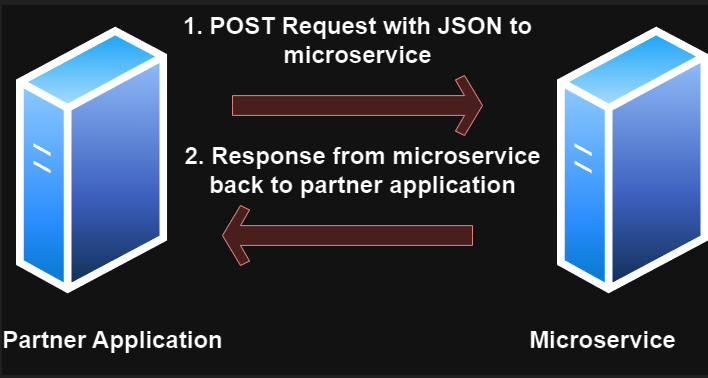 1. POST Request with JSON to
microservice
2. Response from microservice
back to partner application
Partner Application
Microservice